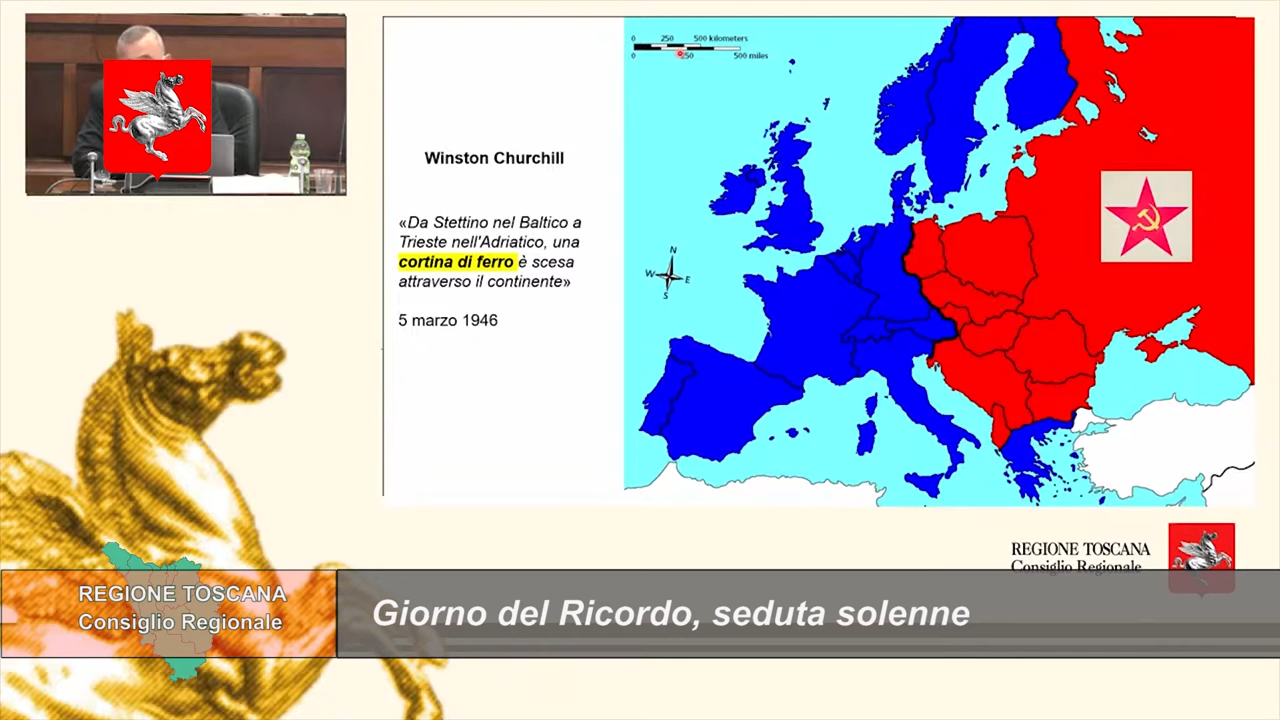 0 250 500 kilometers
0 250 500 miles
Winston Churchill
«Da Stettino nel Baltico a
Trieste nell'Adriatico, una
cortina di ferro è scesa
attraverso il continente»
5 marzo 1946
N
W E
S
REGIONE TOSCANA
Consiglio Regionale
REGIONE TOSCANA
Consiglio Regionale
Giorno del Ricordo, seduta solenne